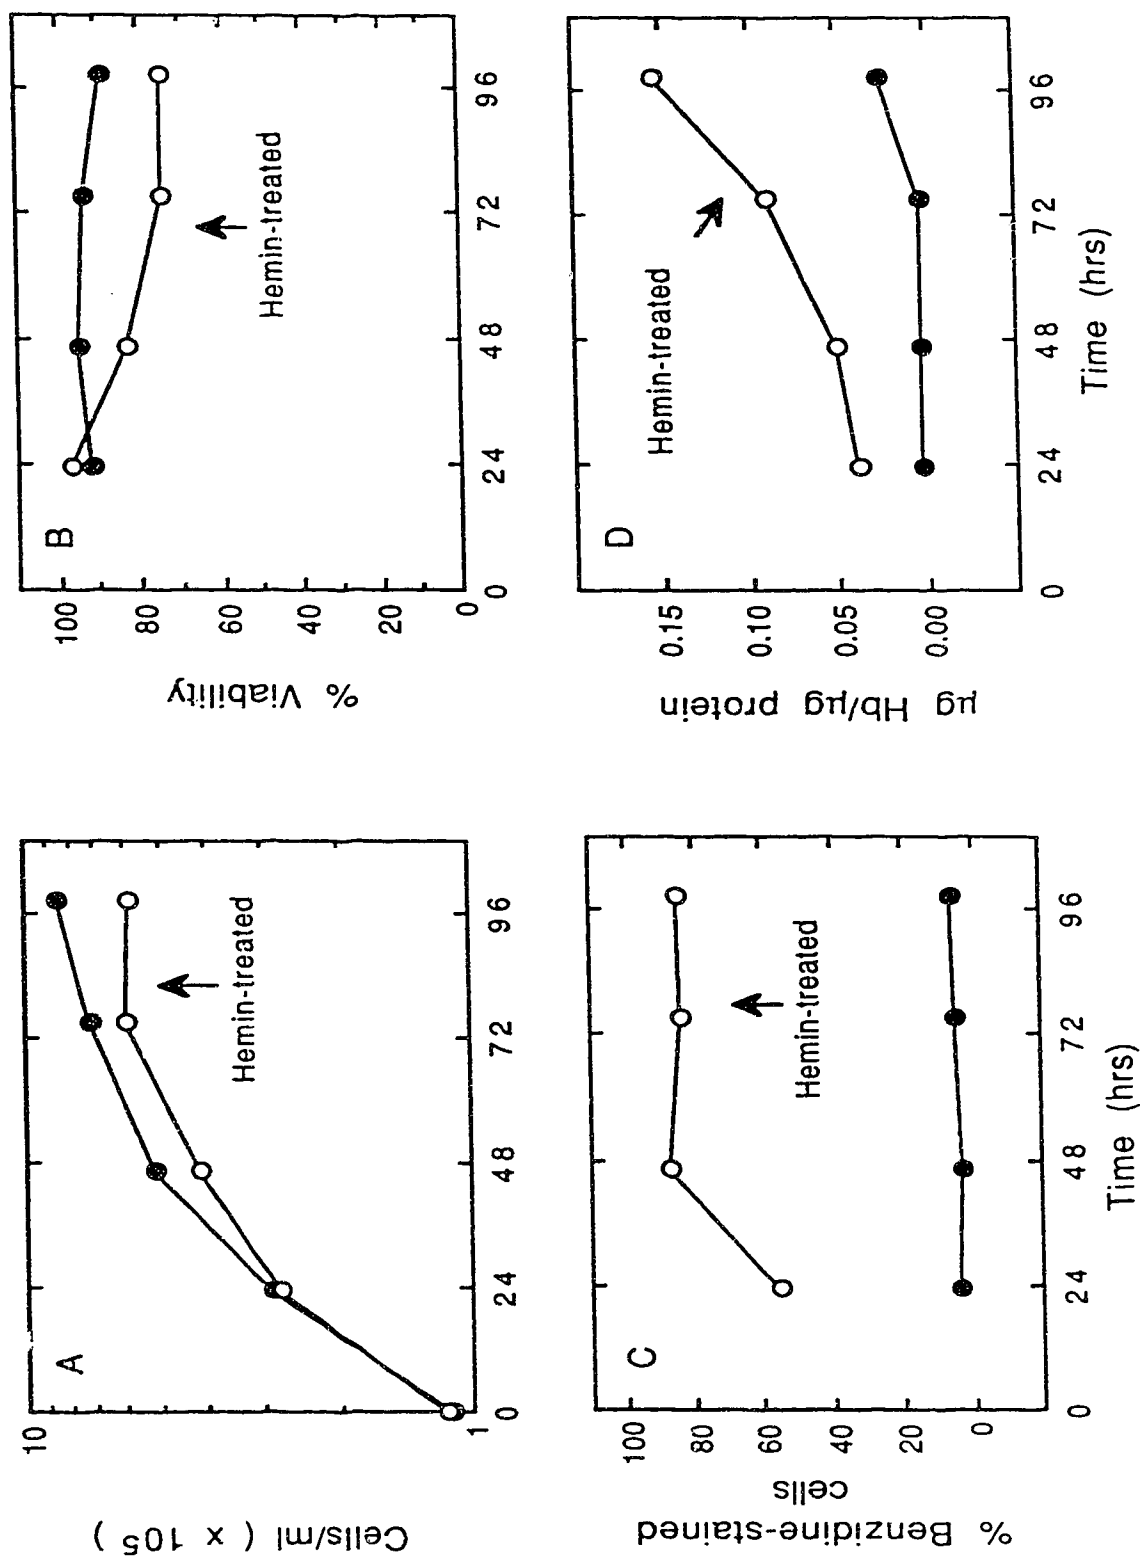 A
Cells/ml ( x 10⁵ )
10
1
0
24
48
72
96
Hemin-treated
B
% Viability
100
80
60
40
20
0
0
24
48
72
96
Hemin-treated
C
% Benzidine-stained
cells
100
80
60
40
20
0
0
24
48
72
96
Time (hrs)
Hemin-treated
D
µg Hb/µg protein
0.15
0.10
0.05
0.00
0
24
48
72
96
Time (hrs)
Hemin-treated